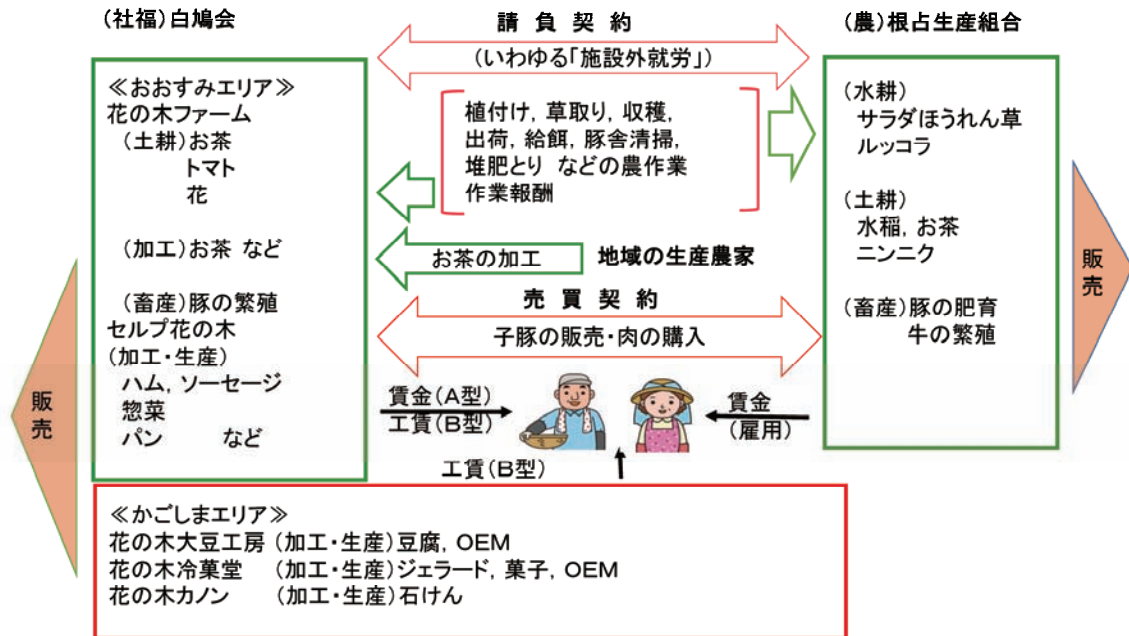 (社福)白鳩会
≪おおすみエリア≫
花の木ファーム
(土耕)お茶
トマト
花
(加工)お茶 など
(畜産)豚の繁殖
セルプ花の木
(加工・生産)
ハム, ソーセージ
惣菜
パン など
販売
請 負 契 約
(いわゆる「施設外就労」)
植付け, 草取り, 収穫,
出荷, 給餌, 豚舎清掃,
堆肥とり などの農作業
作業報酬
お茶の加工
地域の生産農家
売 買 契 約
子豚の販売・肉の購入
賃金(A型)
工賃(B型)
賃金
(雇用)
工賃(B型)
(農)根占生産組合
(水耕)
サラダほうれん草
ルッコラ
(土耕)
水稲, お茶
ニンニク
(畜産)豚の肥育
牛の繁殖
販売
≪かごしまエリア≫
花の木大豆工房 (加工・生産)豆腐, OEM
花の木冷菓堂 (加工・生産)ジェラード, 菓子, OEM
花の木カノン (加工・生産)石けん